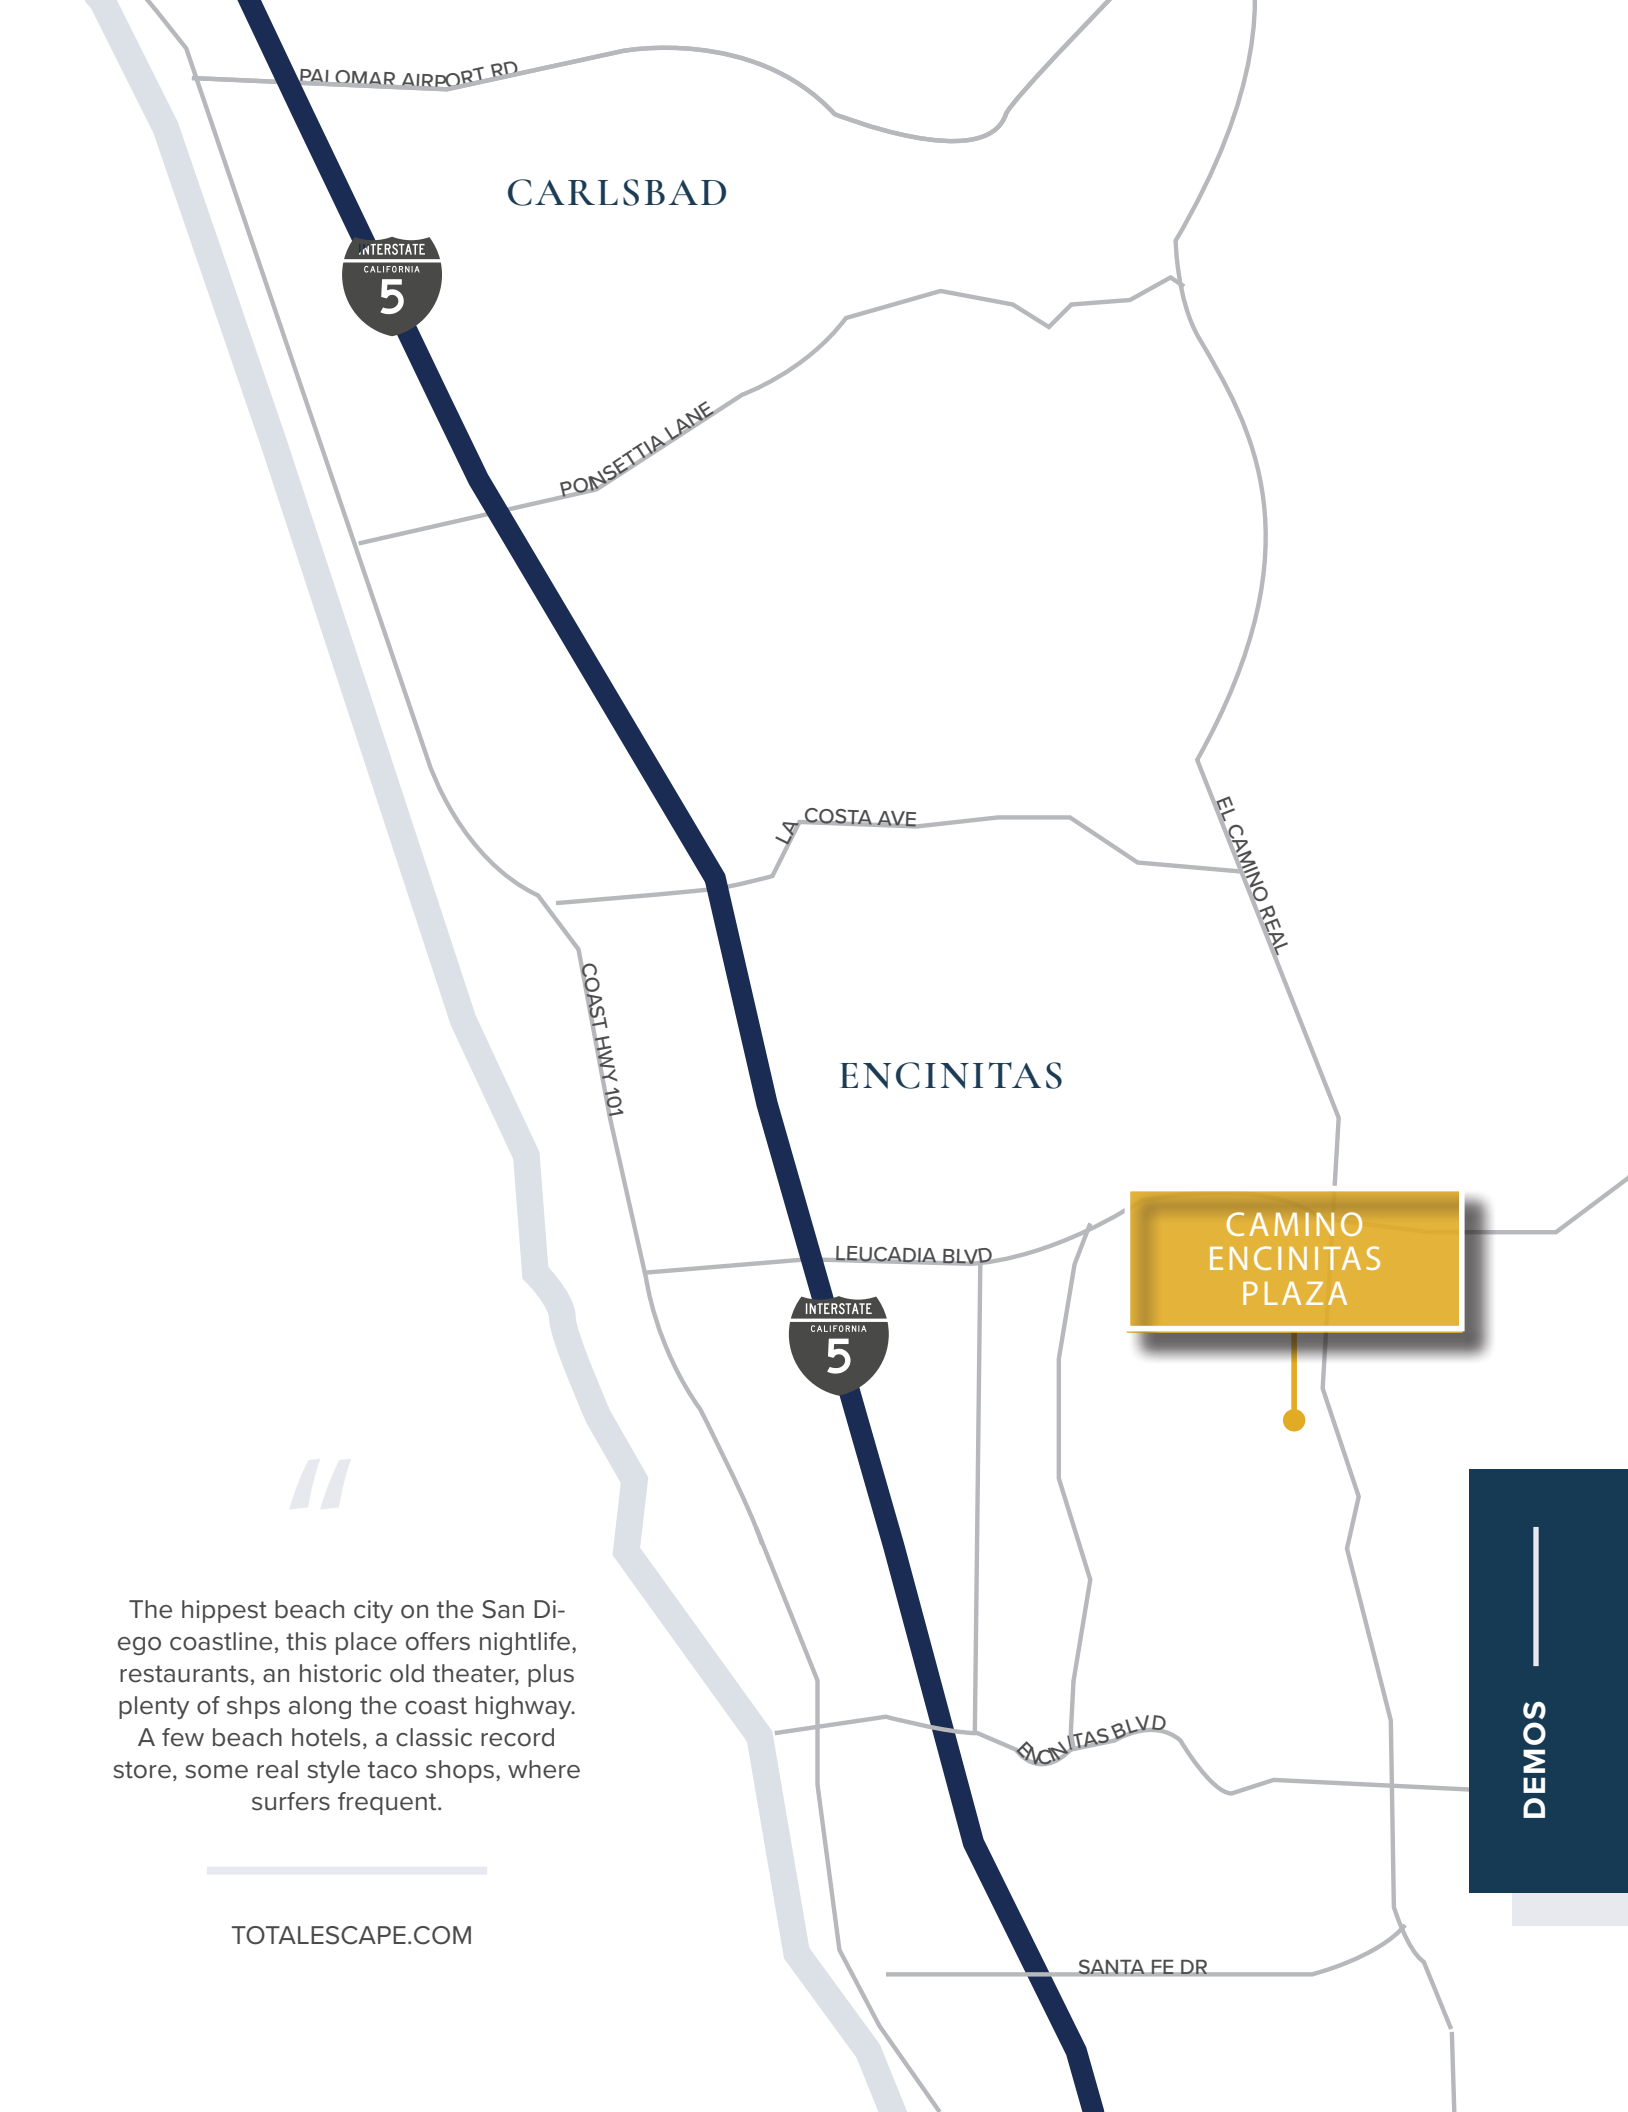 PALOMAR AIRPORT RD
CARLSBAD
INTERSTATE
CALIFORNIA
5
PONSETTIA LANE
LA COSTA AVE
EL CAMINO REAL
COAST HWY 101
ENCINITAS
CAMINO
ENCINITAS
PLAZA
LEUCADIA BLVD
INTERSTATE
CALIFORNIA
5
“
The hippest beach city on the San Di-
ego coastline, this place offers nightlife,
restaurants, an historic old theater, plus
plenty of shps along the coast highway.
A few beach hotels, a classic record
store, some real style taco shops, where
surfers frequent.
TOTALESCAPE.COM
ENCINITAS BLVD
DEMOS
SANTA FE DR